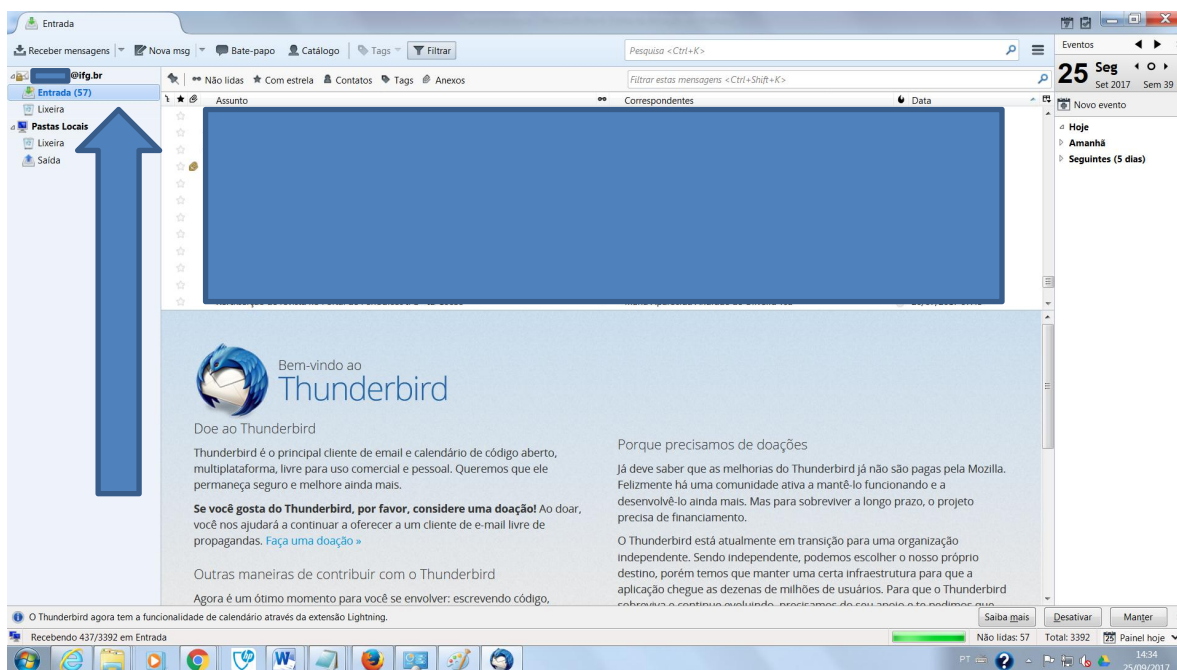 Entrada
Receber mensagens Nova msg Bate-papo Catálogo Tags Filtrar Pesquisa <Ctrl+K>
Eventos
@ifg.br
Não lidas Com estrela Contatos Tags Anexos Filtrar estas mensagens <Ctrl+Shift+K>
25 Seg
Set 2017 Sem 39
Entrada (57)
Assunto Correspondentes Data
Novo evento
Lixeira
Pastas Locais
Lixeira
Saída
Hoje
Amanhã
Seguintes (5 dias)
Bem-vindo ao
Thunderbird
Doe ao Thunderbird
Thunderbird é o principal cliente de email e calendário de código aberto,
multiplataforma, livre para uso comercial e pessoal. Queremos que ele
permaneça seguro e melhore ainda mais.
Se você gosta do Thunderbird, por favor, considere uma doação! Ao doar,
você nos ajudará a continuar a oferecer a um cliente de e-mail livre de
propagandas. Faça uma doação »
Outras maneiras de contribuir com o Thunderbird
Agora é um ótimo momento para você se envolver: escrevendo código,
Porque precisamos de doações
Já deve saber que as melhorias do Thunderbird já não são pagas pela Mozilla.
Felizmente há uma comunidade ativa a mantê-lo funcionando e a
desenvolvê-lo ainda mais. Mas para sobreviver a longo prazo, o projeto
precisa de financiamento.
O Thunderbird está atualmente em transição para uma organização
independente. Sendo independente, podemos escolher o nosso próprio
destino, porém temos que manter uma certa infraestrutura para que a
aplicação chegue as dezenas de milhões de usuários. Para que o Thunderbird
sobreviva e continue evoluindo, precisamos do seu apoio e te pedimos que
O Thunderbird agora tem a funcionalidade de calendário através da extensão Lightning.
Saiba mais Desativar Manter
Recebendo 437/3392 em Entrada
Não lidas: 57 Total: 3392 25 Painel hoje
PT 14:34
25/09/2017